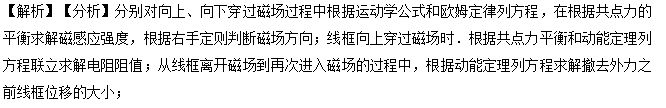 【解析】【分析】分别对向上、向下穿过磁场过程中根据运动学公式和欧姆定律列方程，在根据共点力的
平衡求解磁感应强度，根据右手定则判断磁场方向；线框向上穿过磁场时．根据共点力平衡和动能定理列
方程联立求解电阻阻值；从线框离开磁场到再次进入磁场的过程中，根据动能定理列方程求解撤去外力之
前线框位移的大小；